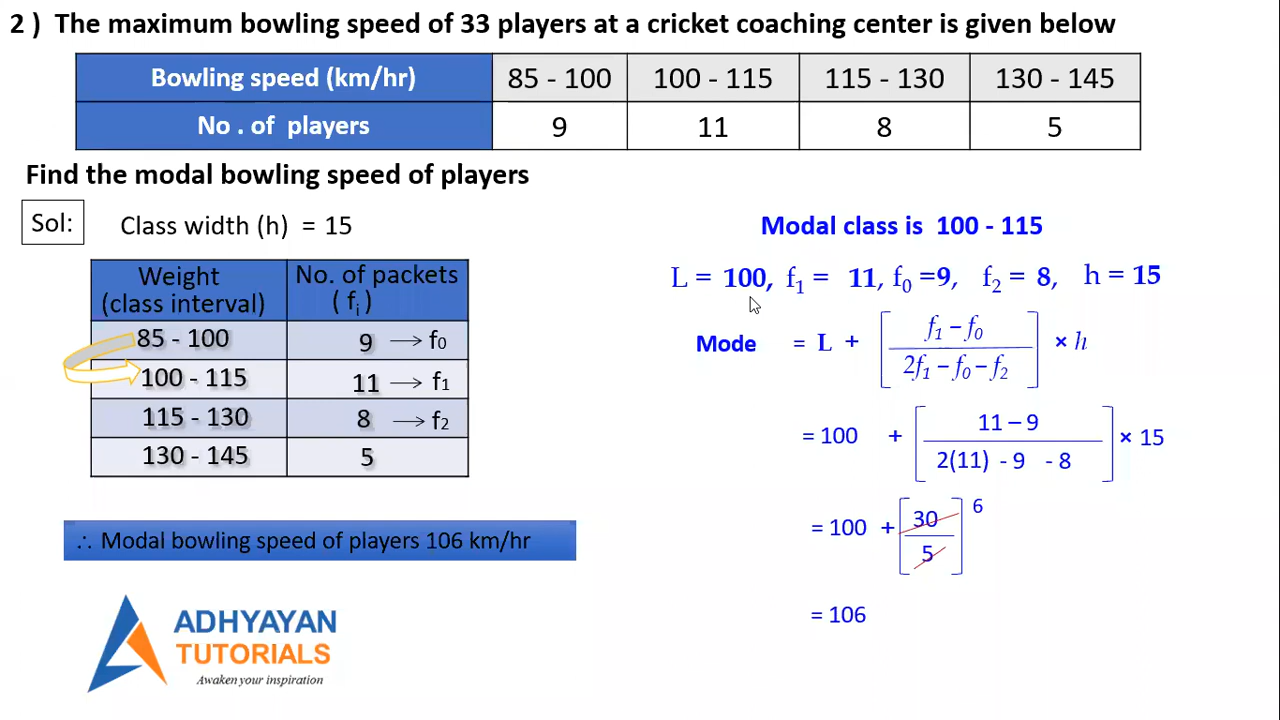 2 ) The maximum bowling speed of 33 players at a cricket coaching center is given below
Bowling speed (km/hr) 85 - 100 100 - 115 115 - 130 130 - 145
No . of players 9 11 8 5
Find the modal bowling speed of players
Sol:
Class width (h) = 15
Weight (class interval) No. of packets ( fᵢ )
85 - 100 9 → f₀
100 - 115 11 → f₁
115 - 130 8 → f₂
130 - 145 5
∴ Modal bowling speed of players 106 km/hr
Modal class is 100 - 115
L = 100, f₁ = 11, f₀ =9, f₂ = 8, h = 15
Mode = L + [ (f₁ – f₀) / (2f₁ – f₀ – f₂) ] × h
= 100 + [ (11 – 9) / (2(11) - 9 - 8) ] × 15
= 100 + [ 30 / 5 ] 6
= 106
ADHYAYAN
TUTORIALS
Awaken your inspiration